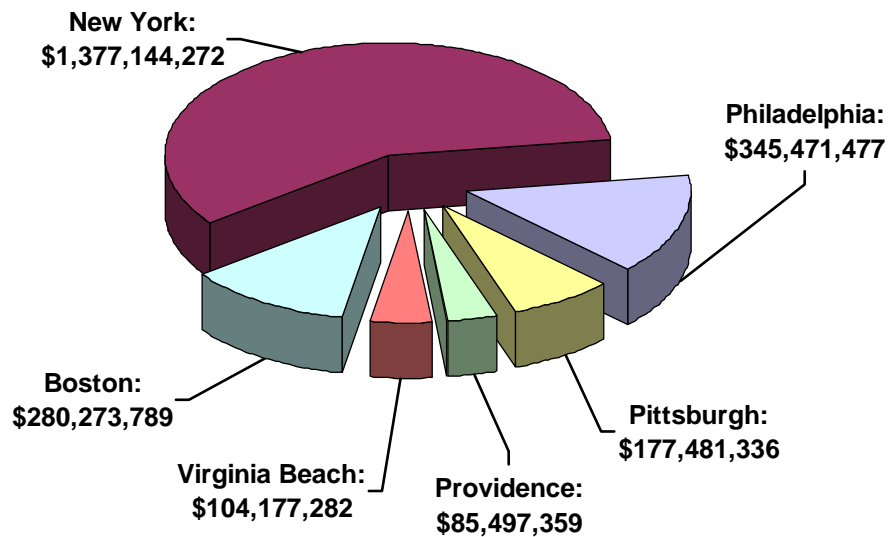 New York:
$1,377,144,272
Philadelphia:
$345,471,477
Boston:
$280,273,789
Pittsburgh:
$177,481,336
Virginia Beach:
$104,177,282
Providence:
$85,497,359